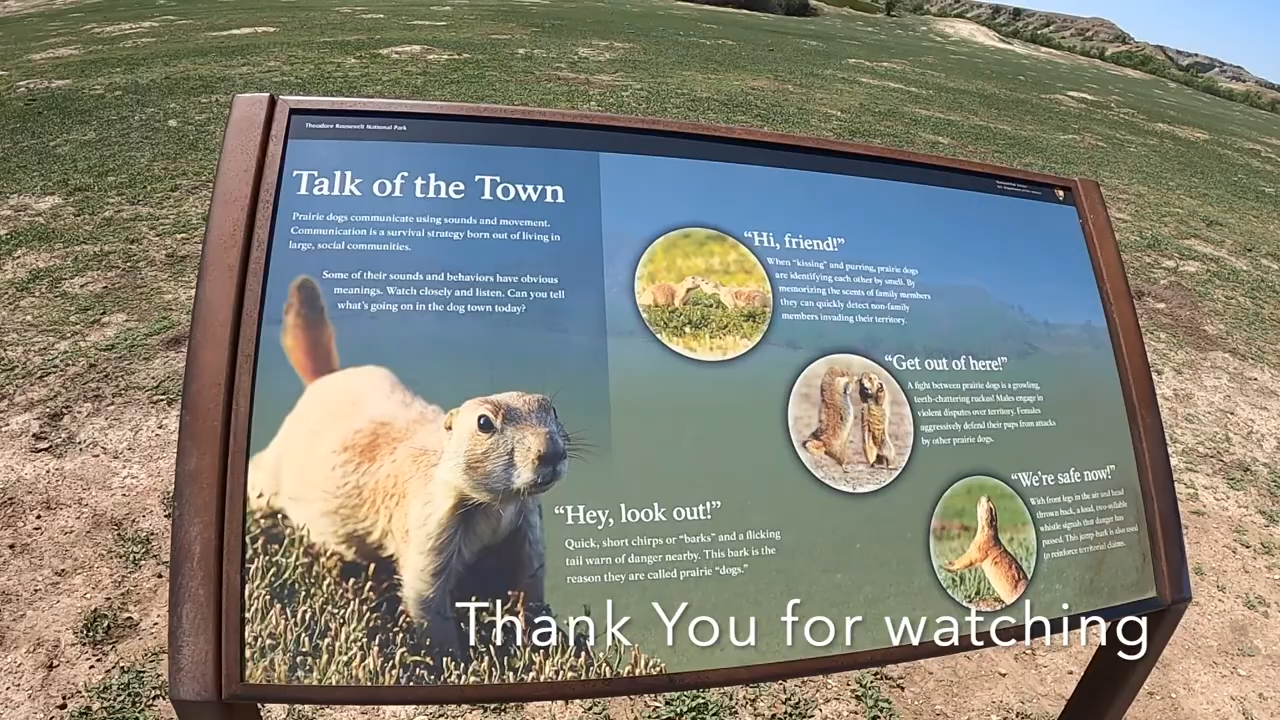 Theodore Roosevelt National Park
Talk of the Town
Prairie dogs communicate using sounds and movement.
Communication is a survival strategy born out of living in
large, social communities.
Some of their sounds and behaviors have obvious
meanings. Watch closely and listen. Can you tell
what's going on in the dog town today?
"Hi, friend!"
When "kissing" and purring, prairie dogs
are identifying each other by smell. By
memorizing the scents of family members
they can quickly detect non-family
members invading their territory.
"Get out of here!"
A fight between prairie dogs is a growling,
teeth-chattering ruckus! Males engage in
violent disputes over territory. Females
aggressively defend their pups from attacks
by other prairie dogs.
"We're safe now!"
With front legs in the air and head
thrown back, a loud, two-syllable
whistle signals that danger has
passed. This jump-bark is also used
to reinforce territorial claims.
"Hey, look out!"
Quick, short chirps or "barks" and a flicking
tail warn of danger nearby. This bark is the
reason they are called prairie "dogs."
Thank You for watching